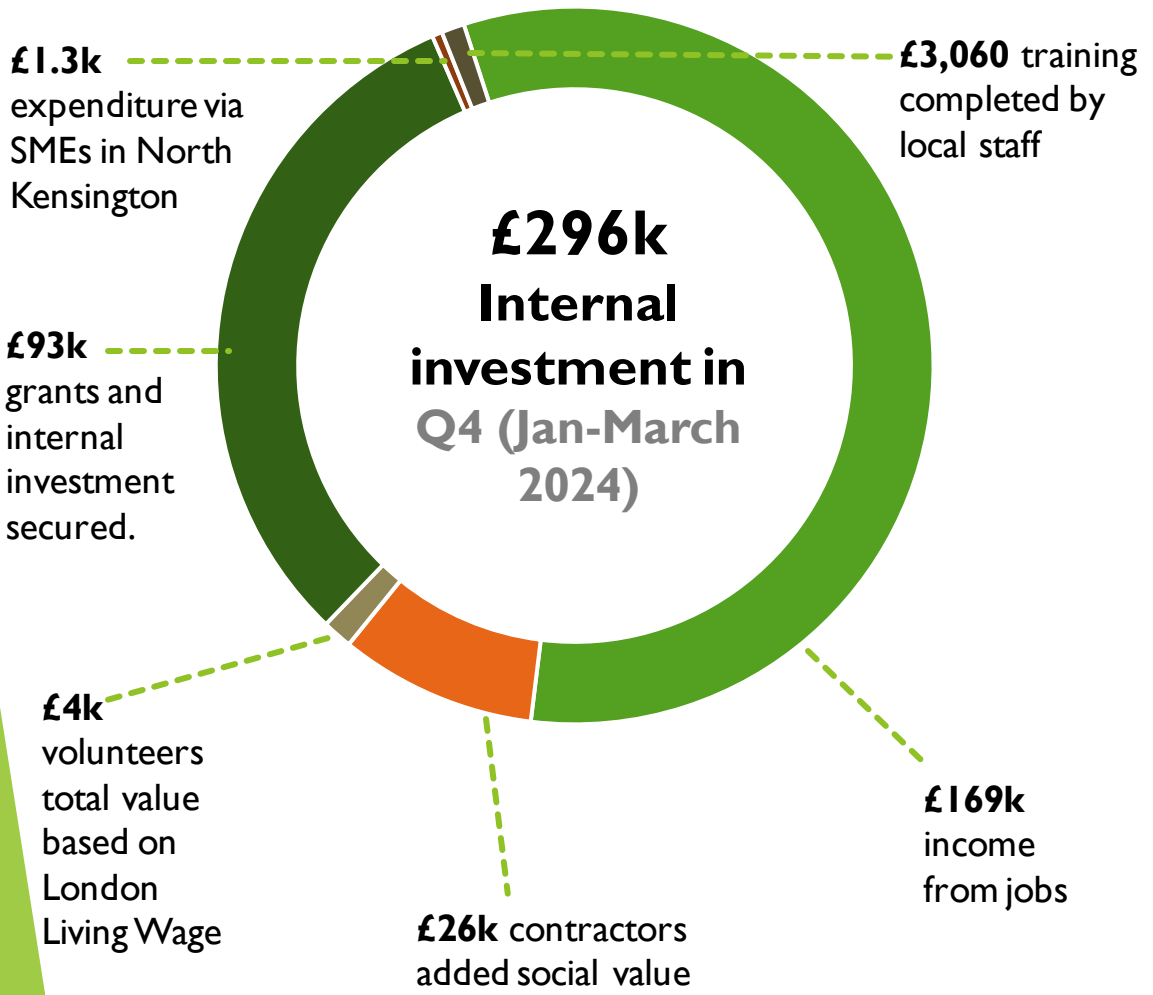 £1.3k
expenditure via
SMEs in North
Kensington
£3,060 training
completed by
local staff
£296k
Internal
investment in
Q4 (Jan-March
2024)
£93k
grants and
internal
investment
secured.
£4k
volunteers
total value
based on
London
Living Wage
£26k contractors
added social value
£169k
income
from jobs